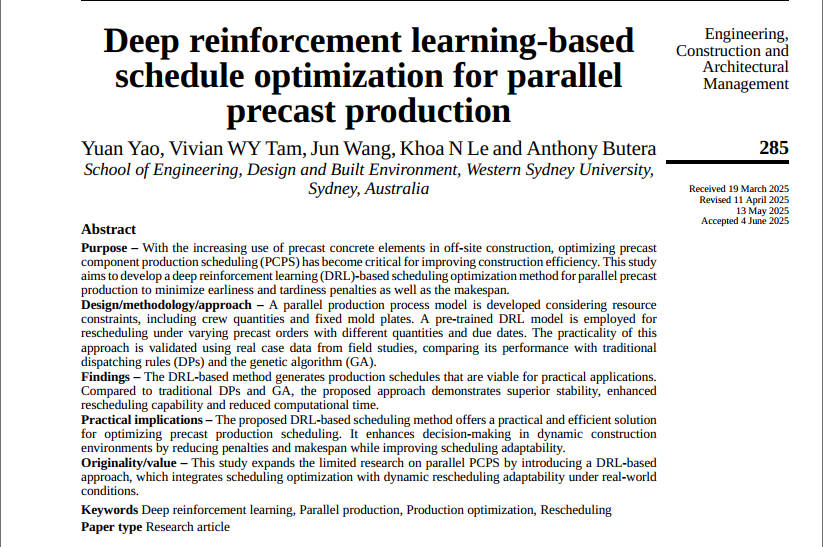 Deep reinforcement learning-based
schedule optimization for parallel
precast production
Engineering,
Construction and
Architectural
Management
Yuan Yao, Vivian WY Tam, Jun Wang, Khoa N Le and Anthony Butera
School of Engineering, Design and Built Environment, Western Sydney University,
Sydney, Australia
285
Received 19 March 2025
Revised 11 April 2025
13 May 2025
Accepted 4 June 2025
Abstract
Purpose – With the increasing use of precast concrete elements in off-site construction, optimizing precast
component production scheduling (PCPS) has become critical for improving construction efficiency. This study
aims to develop a deep reinforcement learning (DRL)-based scheduling optimization method for parallel precast
production to minimize earliness and tardiness penalties as well as the makespan.
Design/methodology/approach – A parallel production process model is developed considering resource
constraints, including crew quantities and fixed mold plates. A pre-trained DRL model is employed for
rescheduling under varying precast orders with different quantities and due dates. The practicality of this
approach is validated using real case data from field studies, comparing its performance with traditional
dispatching rules (DPs) and the genetic algorithm (GA).
Findings – The DRL-based method generates production schedules that are viable for practical applications.
Compared to traditional DPs and GA, the proposed approach demonstrates superior stability, enhanced
rescheduling capability and reduced computational time.
Practical implications – The proposed DRL-based scheduling method offers a practical and efficient solution
for optimizing precast production scheduling. It enhances decision-making in dynamic construction
environments by reducing penalties and makespan while improving scheduling adaptability.
Originality/value – This study expands the limited research on parallel PCPS by introducing a DRL-based
approach, which integrates scheduling optimization with dynamic rescheduling adaptability under real-world
conditions.
Keywords Deep reinforcement learning, Parallel production, Production optimization, Rescheduling
Paper type Research article